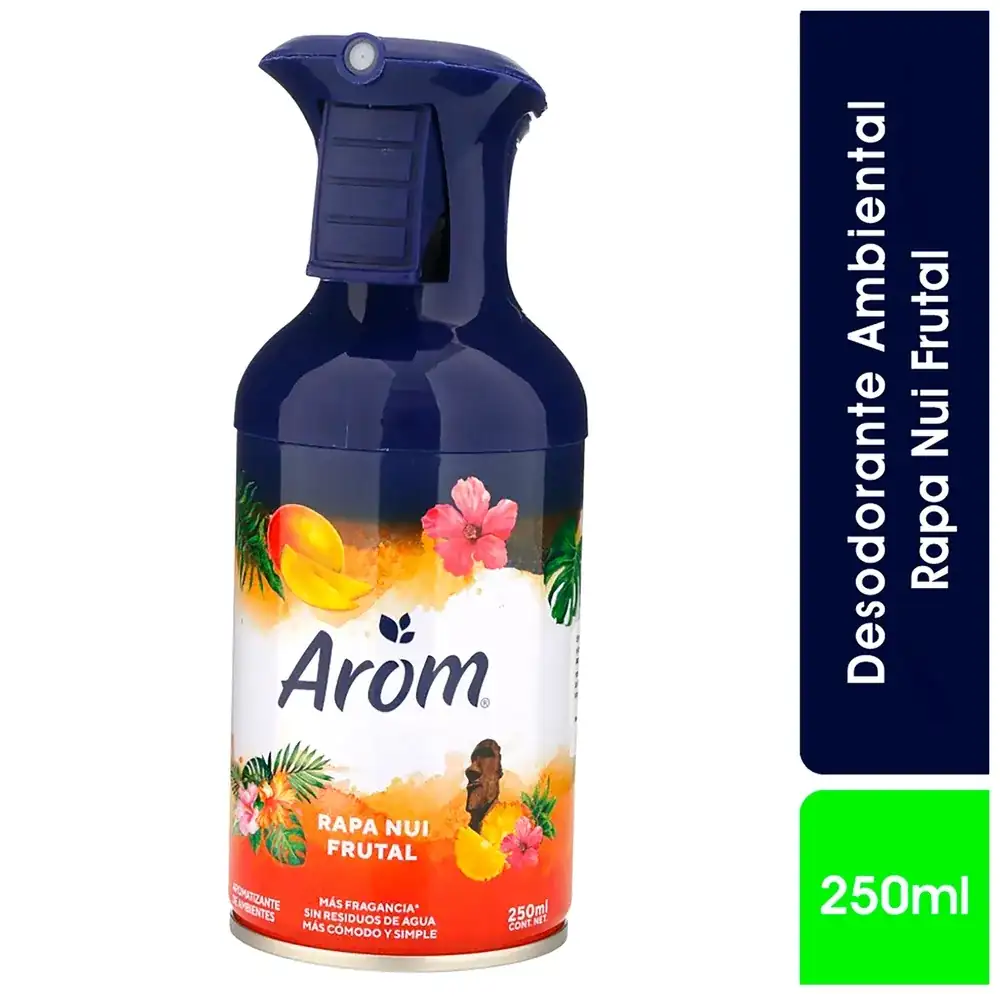 Arom®
RAPA NUI
FRUTAL
AROMATIZANTE
DE AMBIENTES
MÁS FRAGANCIA*
SIN RESIDUOS DE AGUA
MÁS CÓMODO Y SIMPLE
250ml
CONT. NET.
Desodorante Ambiental
Rapa Nui Frutal
250ml